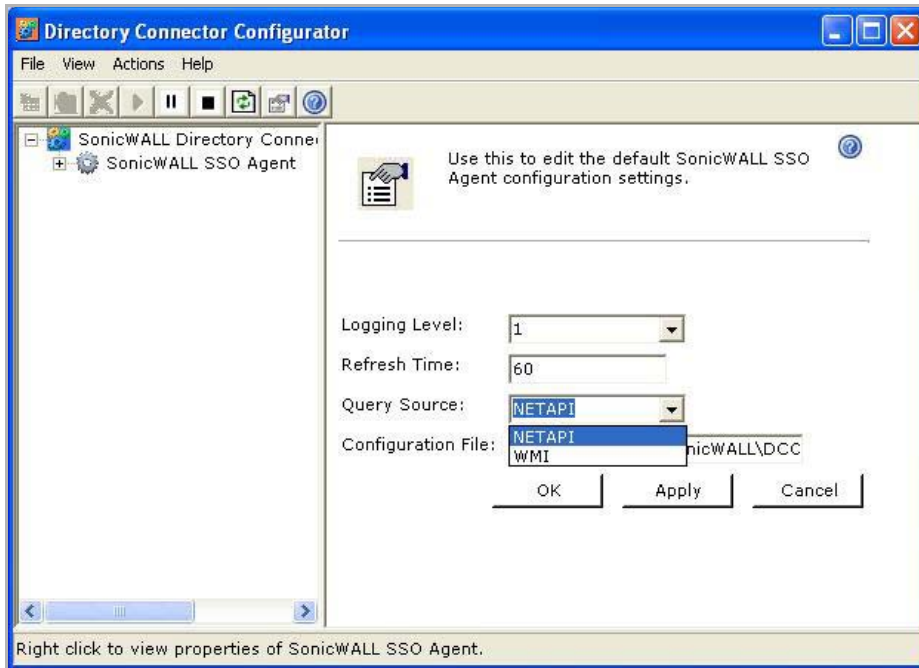 Directory Connector Configurator
File View Actions Help
SonicWALL Directory Conne
SonicWALL SSO Agent
Use this to edit the default SonicWALL SSO
Agent configuration settings.
Logging Level: 1
Refresh Time: 60
Query Source: NETAPI
NETAPI
WMI
Configuration File: nicWALL\DCC
OK Apply Cancel
Right click to view properties of SonicWALL SSO Agent.